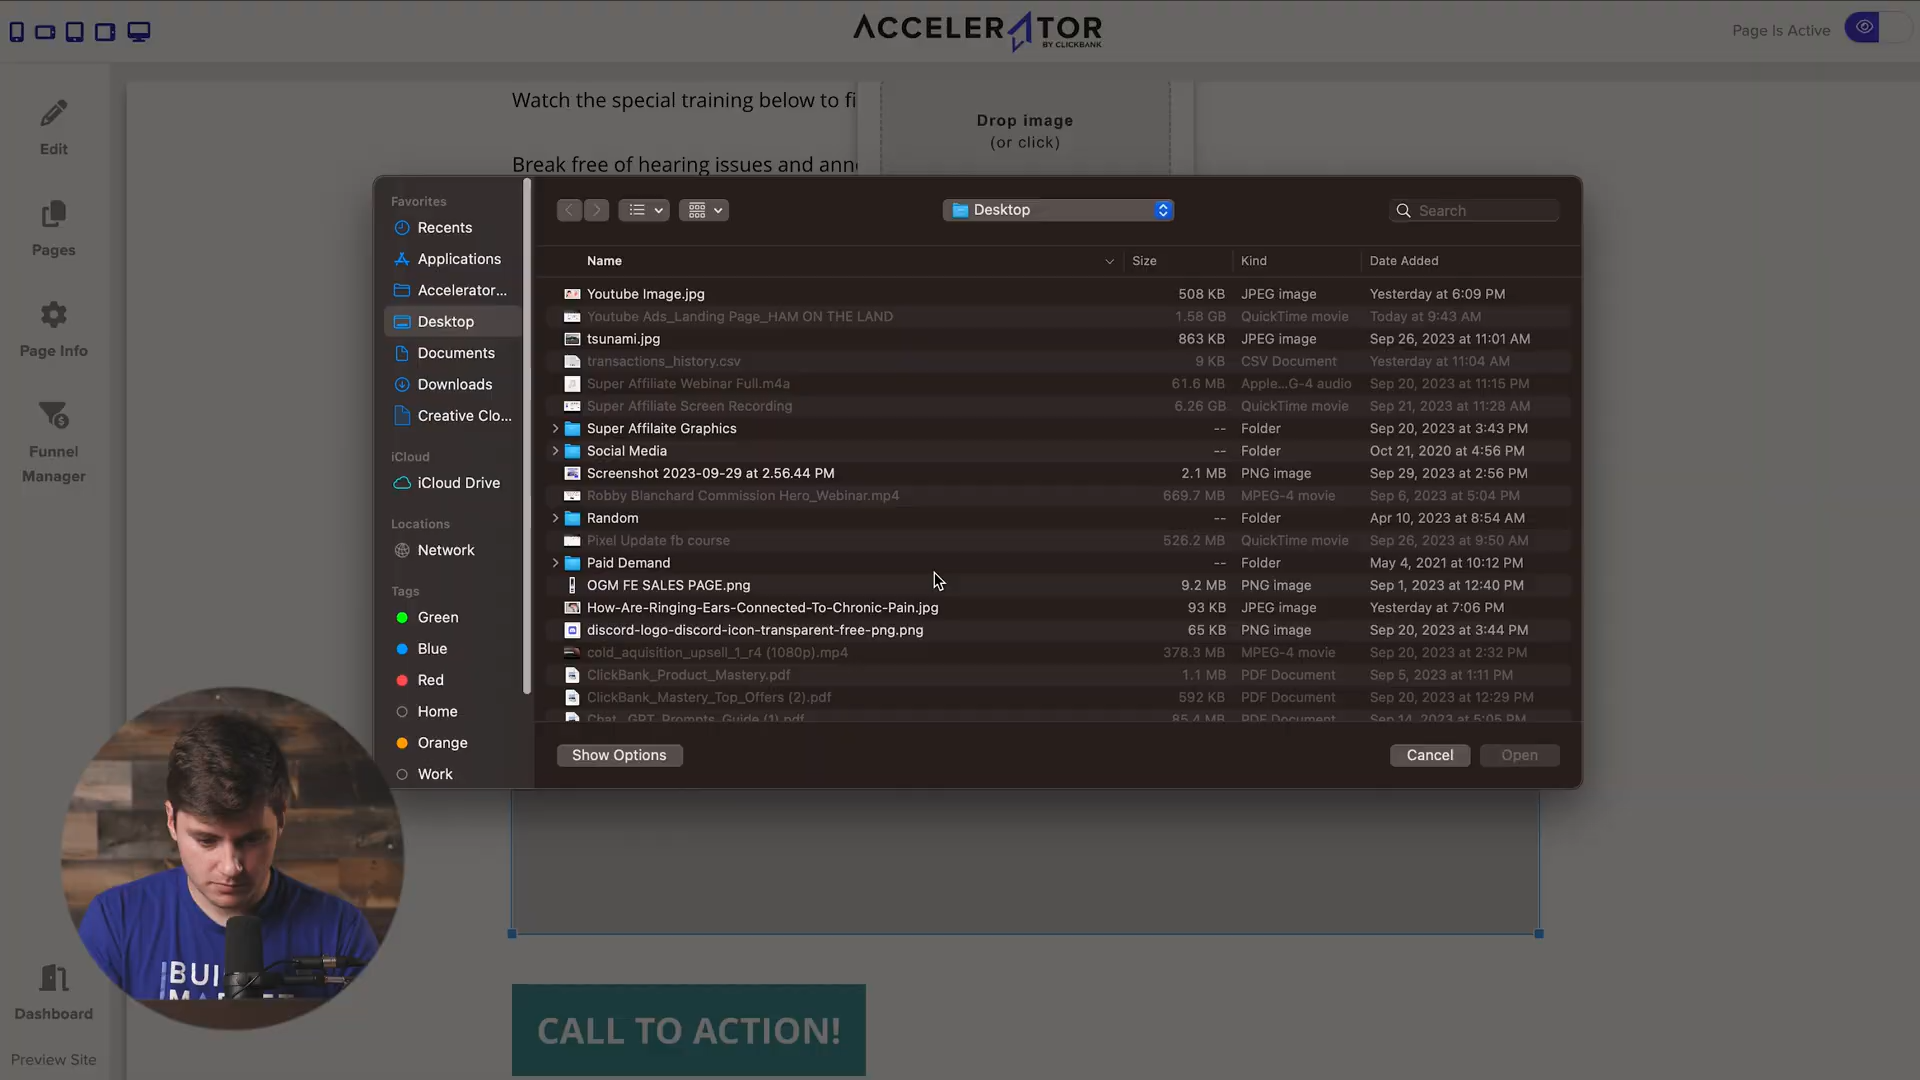 ACCELERATOR
BY CLICKBANK
Page Is Active
Edit
Pages
Page Info
Funnel
Manager
Dashboard
Preview Site
Watch the special training below to fi
Break free of hearing issues and ann
Drop image
(or click)
Favorites
Recents
Applications
Accelerator...
Desktop
Documents
Downloads
Creative Clo...
iCloud
iCloud Drive
Locations
Network
Tags
Green
Blue
Red
Home
Orange
Work
Desktop
Search
Name Size Kind Date Added
Youtube Image.jpg 508 KB JPEG image Yesterday at 6:09 PM
Youtube Ads_Landing Page_HAM ON THE LAND 1.58 GB QuickTime movie Today at 9:43 AM
tsunami.jpg 863 KB JPEG image Sep 26, 2023 at 11:01 AM
transactions_history.csv 9 KB CSV Document Yesterday at 11:04 AM
Super Affiliate Webinar Full.m4a 61.6 MB Apple...G-4 audio Sep 20, 2023 at 11:15 PM
Super Affiliate Screen Recording 6.26 GB QuickTime movie Sep 21, 2023 at 11:28 AM
Super Affilaite Graphics -- Folder Sep 20, 2023 at 3:43 PM
Social Media -- Folder Oct 21, 2020 at 4:56 PM
Screenshot 2023-09-29 at 2.56.44 PM 2.1 MB PNG image Sep 29, 2023 at 2:56 PM
Robby Blanchard Commission Hero_Webinar.mp4 669.7 MB MPEG-4 movie Sep 6, 2023 at 5:04 PM
Random -- Folder Apr 10, 2023 at 8:54 AM
Pixel Update fb course 526.2 MB QuickTime movie Sep 26, 2023 at 9:50 AM
Paid Demand -- Folder May 4, 2021 at 10:12 PM
OGM FE SALES PAGE.png 9.2 MB PNG image Sep 1, 2023 at 12:40 PM
How-Are-Ringing-Ears-Connected-To-Chronic-Pain.jpg 93 KB JPEG image Yesterday at 7:06 PM
discord-logo-discord-icon-transparent-free-png.png 65 KB PNG image Sep 20, 2023 at 3:44 PM
cold_aquisition_upsell_1_r4 (1080p).mp4 378.3 MB MPEG-4 movie Sep 20, 2023 at 2:32 PM
ClickBank_Product_Mastery.pdf 1.1 MB PDF Document Sep 5, 2023 at 1:11 PM
ClickBank_Mastery_Top_Offers (2).pdf 592 KB PDF Document Sep 20, 2023 at 12:29 PM
Chat_GPT_Prompts_Guide (1).pdf 85.4 MB PDF Document Sep 14, 2023 at 5:05 PM
Show Options
Cancel
Open
CALL TO ACTION!